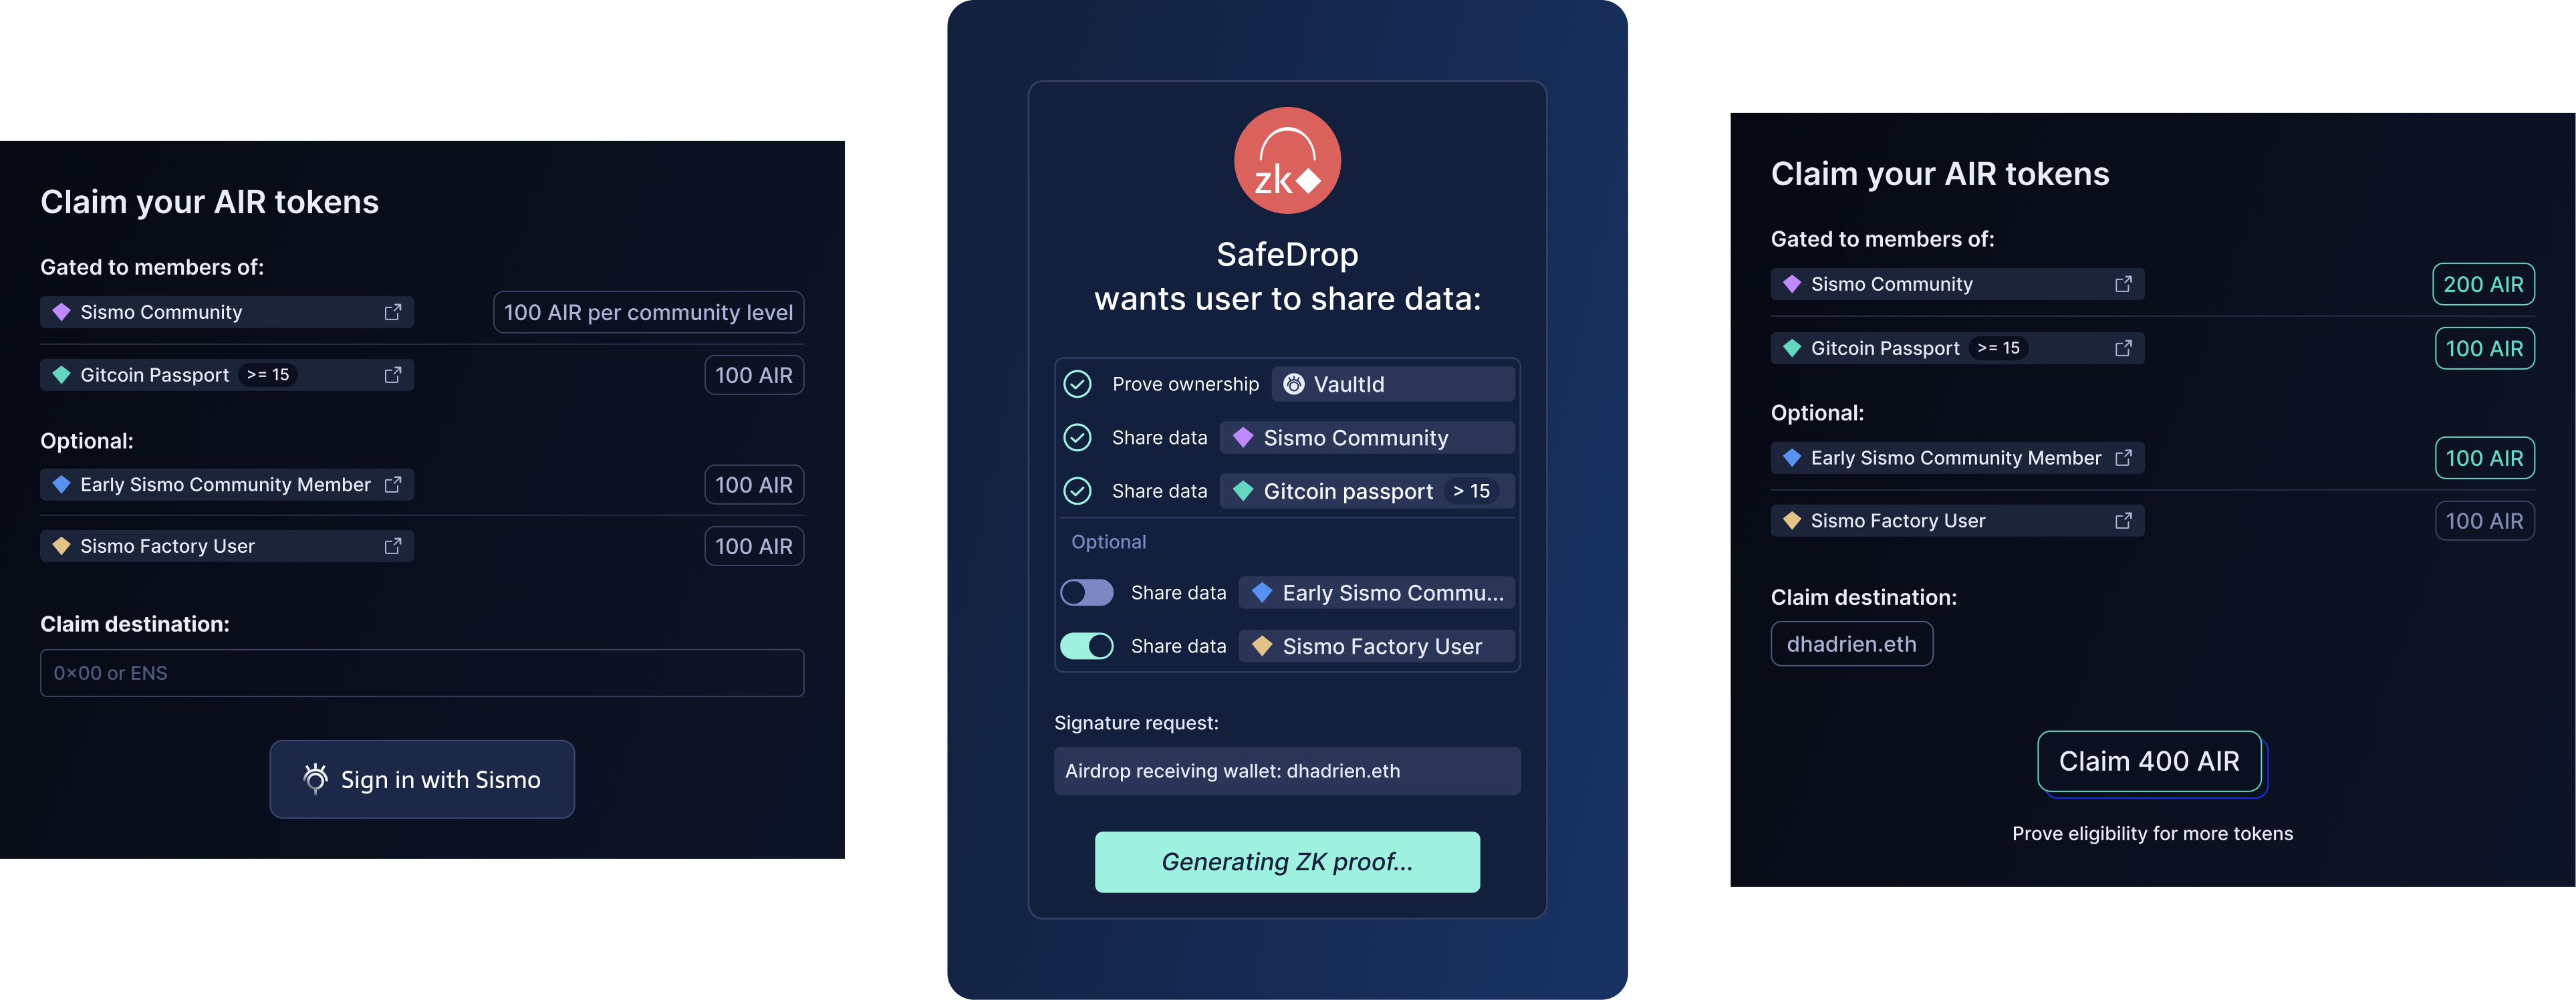 Claim your AIR tokens
Gated to members of:
Sismo Community 100 AIR per community level
Gitcoin Passport >= 15 100 AIR
Optional:
Early Sismo Community Member 100 AIR
Sismo Factory User 100 AIR
Claim destination:
0x00 or ENS
Sign in with Sismo
zk
SafeDrop
wants user to share data:
Prove ownership VaultId
Share data Sismo Community
Share data Gitcoin passport > 15
Optional
Share data Early Sismo Commu...
Share data Sismo Factory User
Signature request:
Airdrop receiving wallet: dhadrien.eth
Generating ZK proof...
Claim your AIR tokens
Gated to members of:
Sismo Community 200 AIR
Gitcoin Passport >= 15 100 AIR
Optional:
Early Sismo Community Member 100 AIR
Sismo Factory User 100 AIR
Claim destination:
dhadrien.eth
Claim 400 AIR
Prove eligibility for more tokens